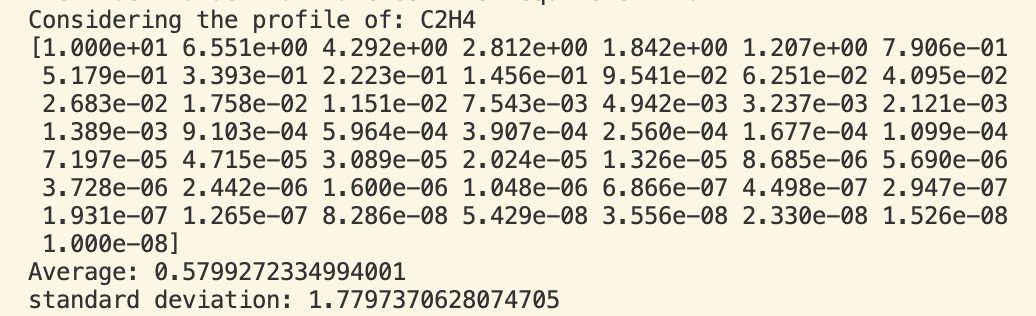 Considering the profile of: C2H4
[1.000e+01 6.551e+00 4.292e+00 2.812e+00 1.842e+00 1.207e+00 7.906e-01
5.179e-01 3.393e-01 2.223e-01 1.456e-01 9.541e-02 6.251e-02 4.095e-02
2.683e-02 1.758e-02 1.151e-02 7.543e-03 4.942e-03 3.237e-03 2.121e-03
1.389e-03 9.103e-04 5.964e-04 3.907e-04 2.560e-04 1.677e-04 1.099e-04
7.197e-05 4.715e-05 3.089e-05 2.024e-05 1.326e-05 8.685e-06 5.690e-06
3.728e-06 2.442e-06 1.600e-06 1.048e-06 6.866e-07 4.498e-07 2.947e-07
1.931e-07 1.265e-07 8.286e-08 5.429e-08 3.556e-08 2.330e-08 1.526e-08
1.000e-08]
Average: 0.5799272334994001
standard deviation: 1.7797370628074705